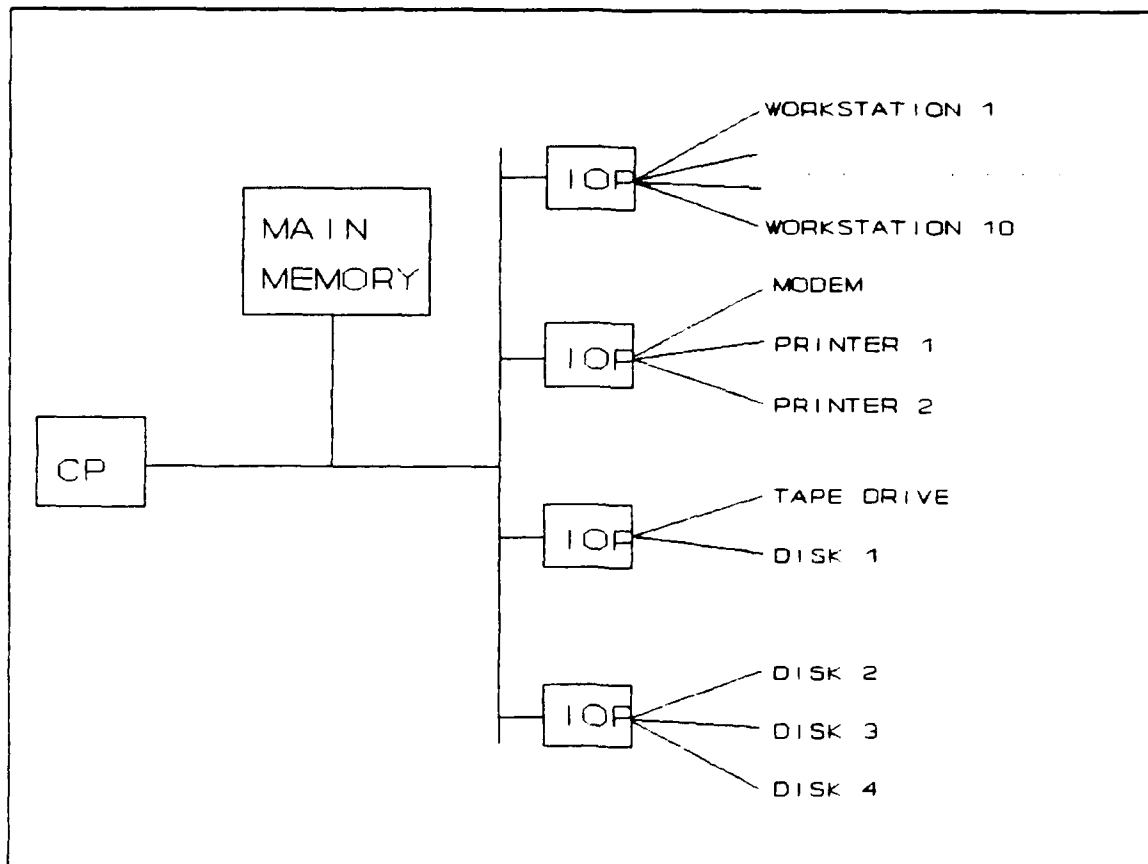 WORKSTATION 1
IOP
WORKSTATION 10
MAIN
MEMORY
MODEM
IOP
PRINTER 1
PRINTER 2
CP
TAPE DRIVE
IOP
DISK 1
DISK 2
IOP
DISK 3
DISK 4